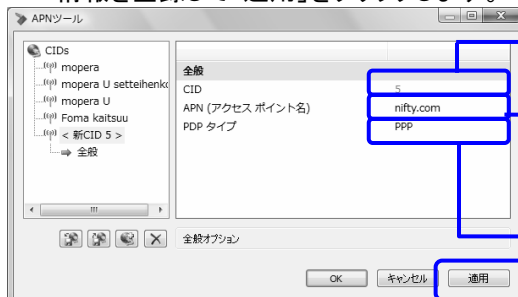 情報を登録して「適用」をクリックします。
APNツール
CIDs
mopera
mopera U setteihenko
mopera U
Foma kaitsuu
< 新CID 5 >
全般
全般
CID 5
APN (アクセス ポイント名) nifty.com
PDP タイプ PPP
全般オプション
OK キャンセル 適用